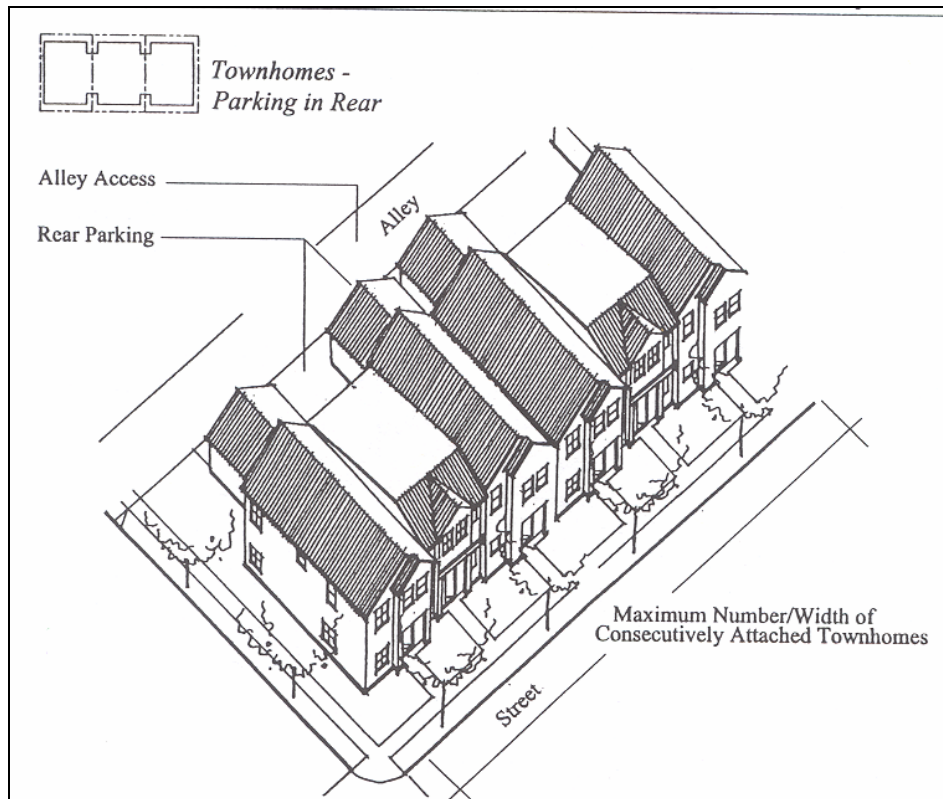 Townhomes -
Parking in Rear
Alley Access
Rear Parking
Alley
Maximum Number/Width of
Consecutively Attached Townhomes
Street